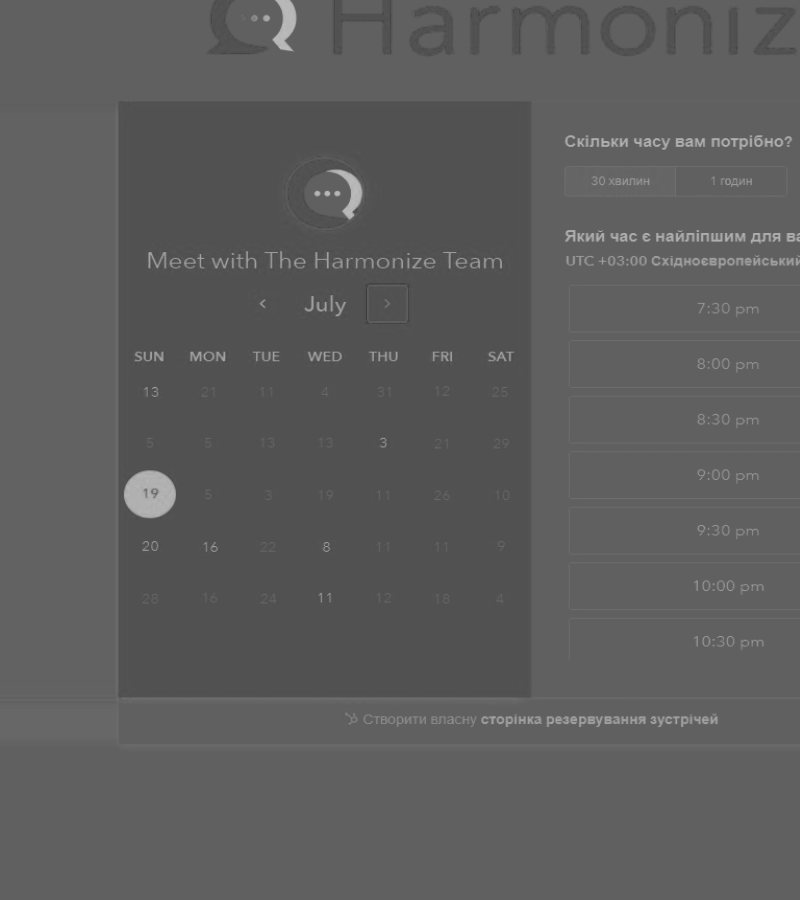 Harmoniz
Meet with The Harmonize Team
July
SUN MON TUE WED THU FRI SAT
13 21 11 4 31 12 25
5 5 13 13 3 21 29
19 5 3 19 11 26 10
20 16 22 8 11 11 9
28 16 24 11 12 18 4
Скільки часу вам потрібно?
30 хвилин 1 годин
Який час є найліпшим для ва
UTC +03:00 Східноєвропейський
7:30 pm
8:00 pm
8:30 pm
9:00 pm
9:30 pm
10:00 pm
10:30 pm
Створити власну сторінка резервування зустрічей